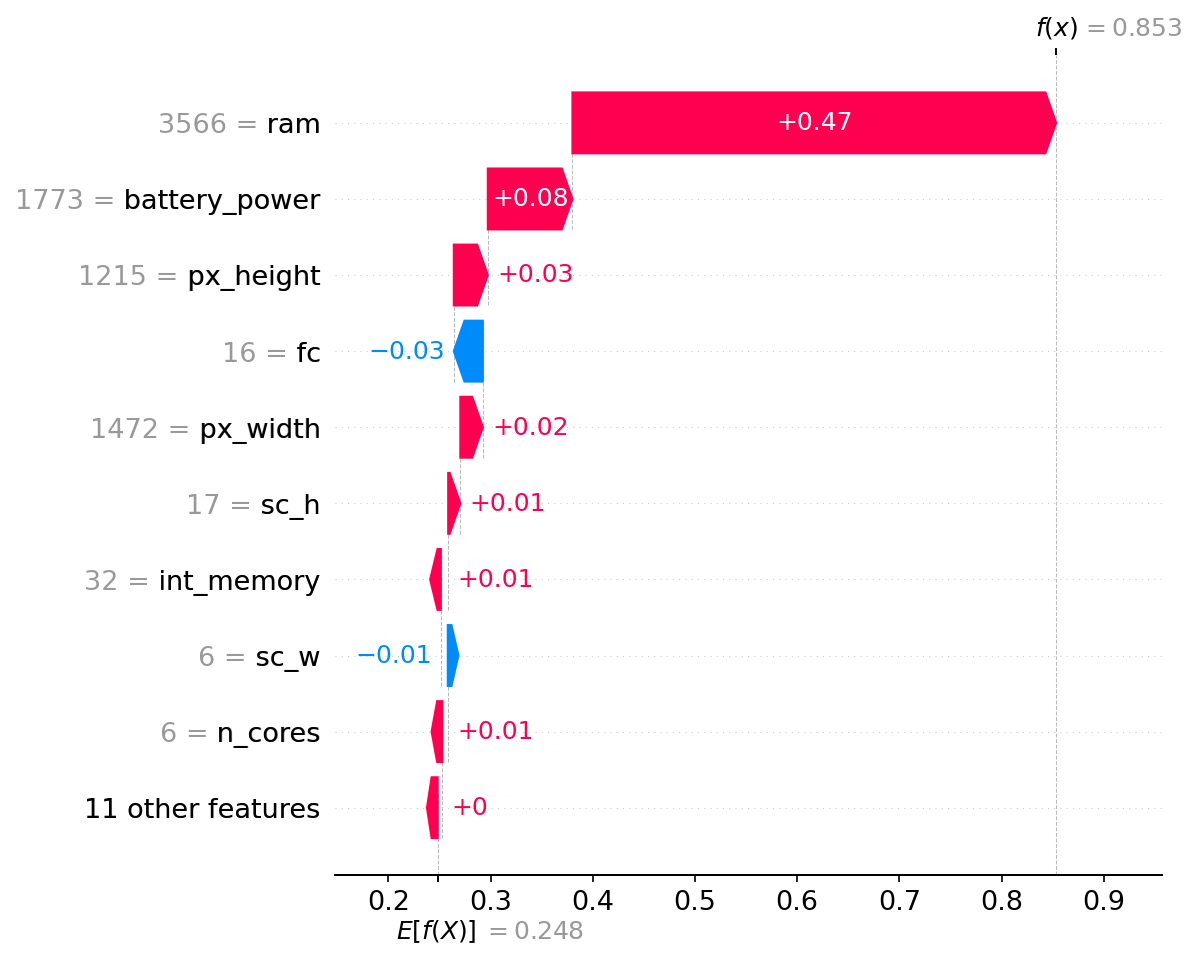 f(x) = 0.853
3566 = ram +0.47
1773 = battery_power +0.08
1215 = px_height +0.03
16 = fc −0.03
1472 = px_width +0.02
17 = sc_h +0.01
32 = int_memory +0.01
6 = sc_w −0.01
6 = n_cores +0.01
11 other features +0
0.2 0.3 0.4 0.5 0.6 0.7 0.8 0.9
E[f(X)] = 0.248